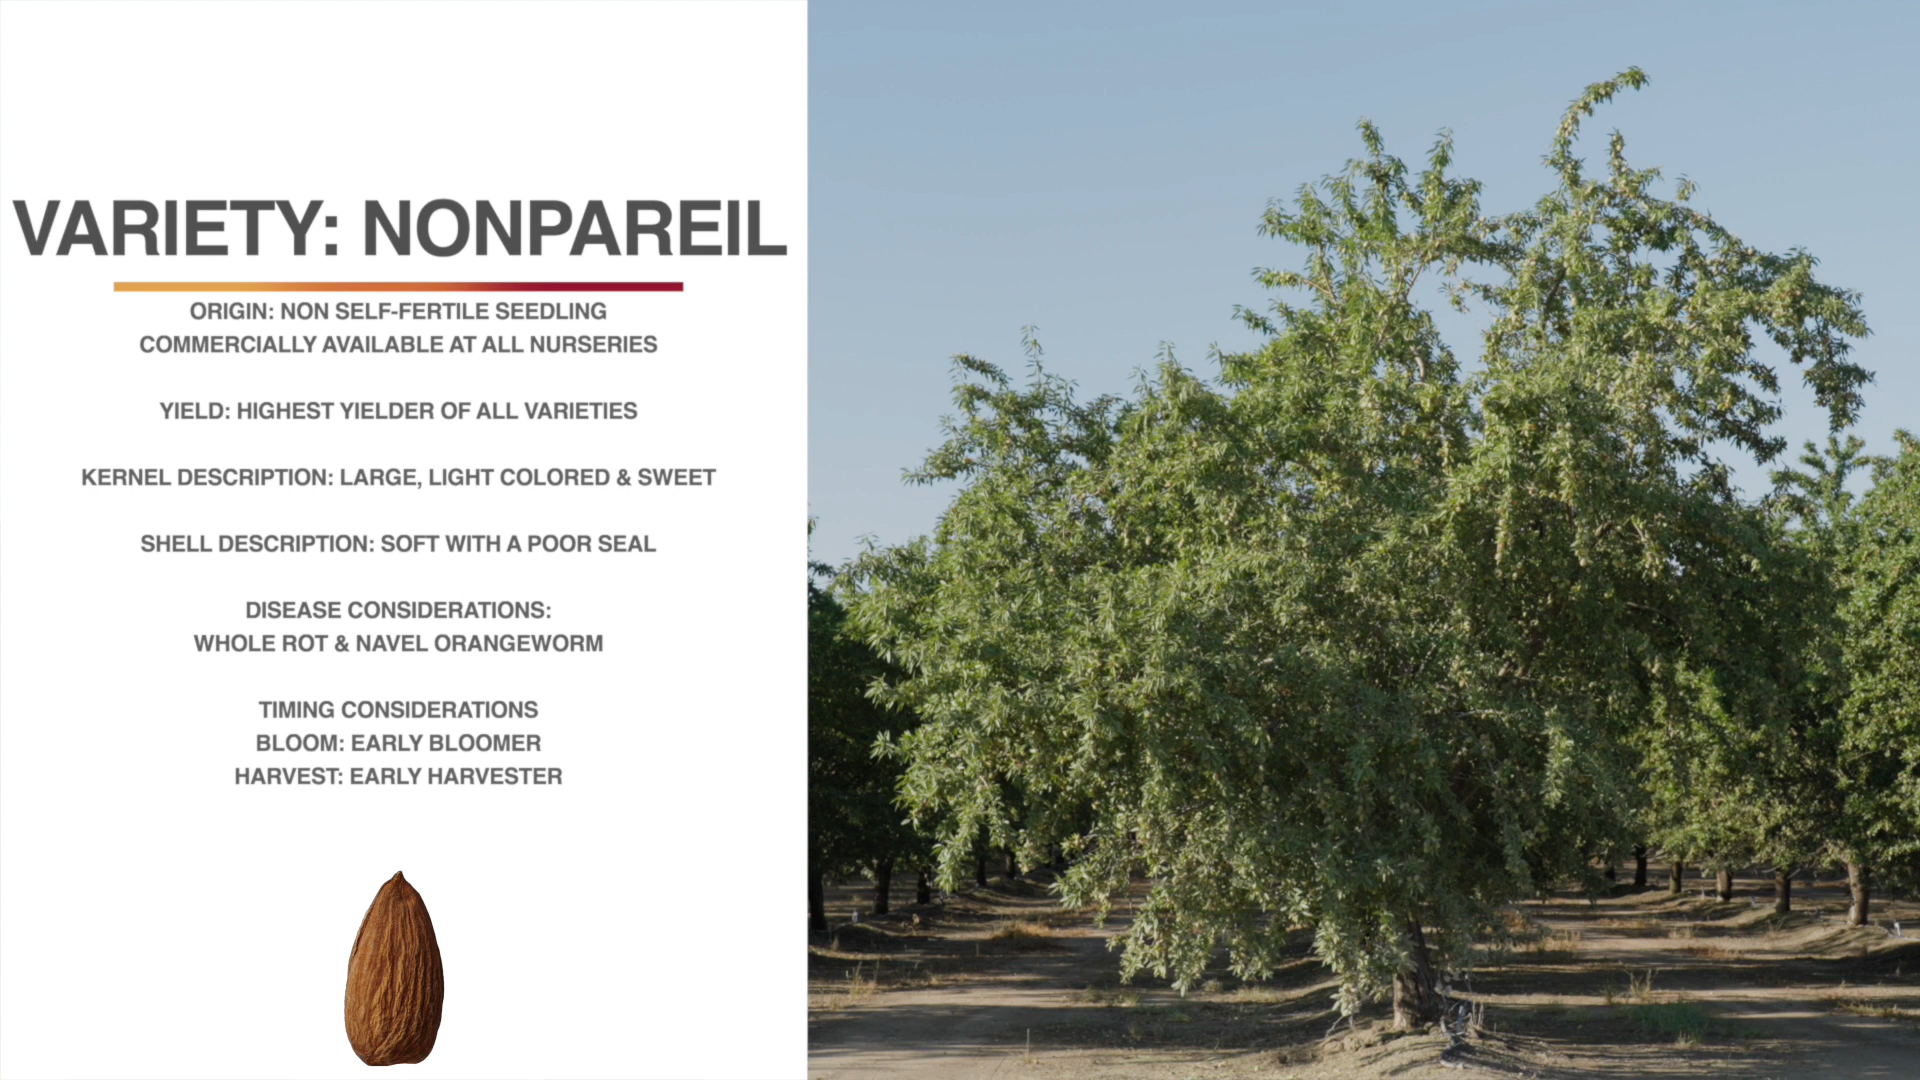 VARIETY: NONPAREIL
ORIGIN: NON SELF-FERTILE SEEDLING
COMMERCIALLY AVAILABLE AT ALL NURSERIES
YIELD: HIGHEST YIELDER OF ALL VARIETIES
KERNEL DESCRIPTION: LARGE, LIGHT COLORED & SWEET
SHELL DESCRIPTION: SOFT WITH A POOR SEAL
DISEASE CONSIDERATIONS:
WHOLE ROT & NAVEL ORANGEWORM
TIMING CONSIDERATIONS
BLOOM: EARLY BLOOMER
HARVEST: EARLY HARVESTER